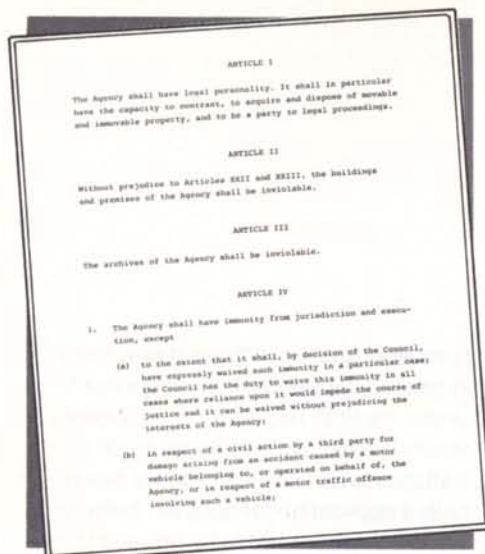 ARTICLE I
The Agency shall have legal personality. It shall in particular
have the capacity to contract, to acquire and dispose of movable
and immovable property, and to be a party to legal proceedings.
ARTICLE II
Without prejudice to Articles XXII and XXIII, the buildings
and premises of the Agency shall be inviolable.
ARTICLE III
The archives of the Agency shall be inviolable.
ARTICLE IV
1. The Agency shall have immunity from jurisdiction and execu-
tion, except
(a) to the extent that it shall, by decision of the Council,
have expressly waived such immunity in a particular case;
the Council has the duty to waive this immunity in all
cases where reliance upon it would impede the course of
justice and it can be waived without prejudicing the
interests of the Agency;
(b) in respect of a civil action by a third party for
damage arising from an accident caused by a motor
vehicle belonging to, or operated on behalf of, the
Agency, or in respect of a motor traffic offence
involving such a vehicle;